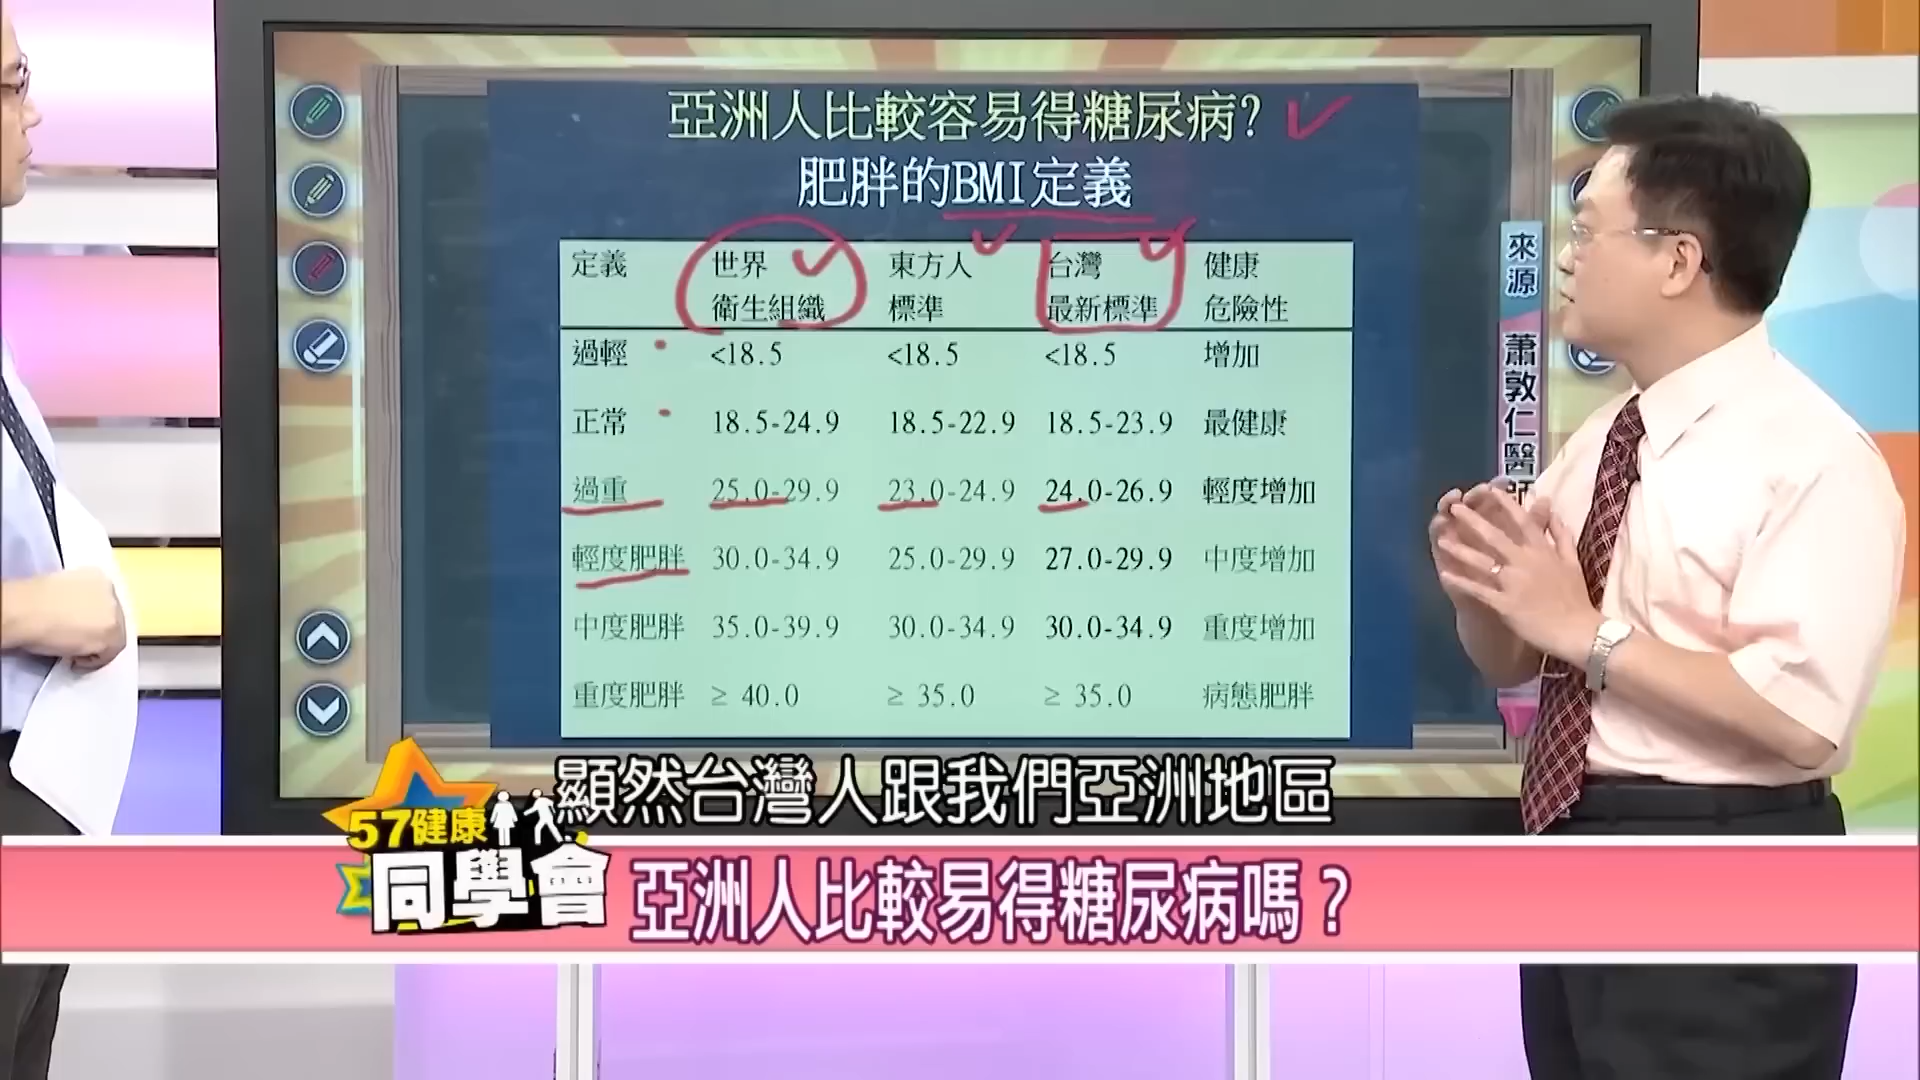 亞洲人比較容易得糖尿病?
肥胖的BMI定義
定義 世界衛生組織 東方人標準 台灣最新標準 健康危險性
過輕 <18.5 <18.5 <18.5 增加
正常 18.5-24.9 18.5-22.9 18.5-23.9 最健康
過重 25.0-29.9 23.0-24.9 24.0-26.9 輕度增加
輕度肥胖 30.0-34.9 25.0-29.9 27.0-29.9 中度增加
中度肥胖 35.0-39.9 30.0-34.9 30.0-34.9 重度增加
重度肥胖 ≥ 40.0 ≥ 35.0 ≥ 35.0 病態肥胖
來源 蕭敦仁醫師
顯然台灣人跟我們亞洲地區
57健康
同學會
亞洲人比較易得糖尿病嗎？